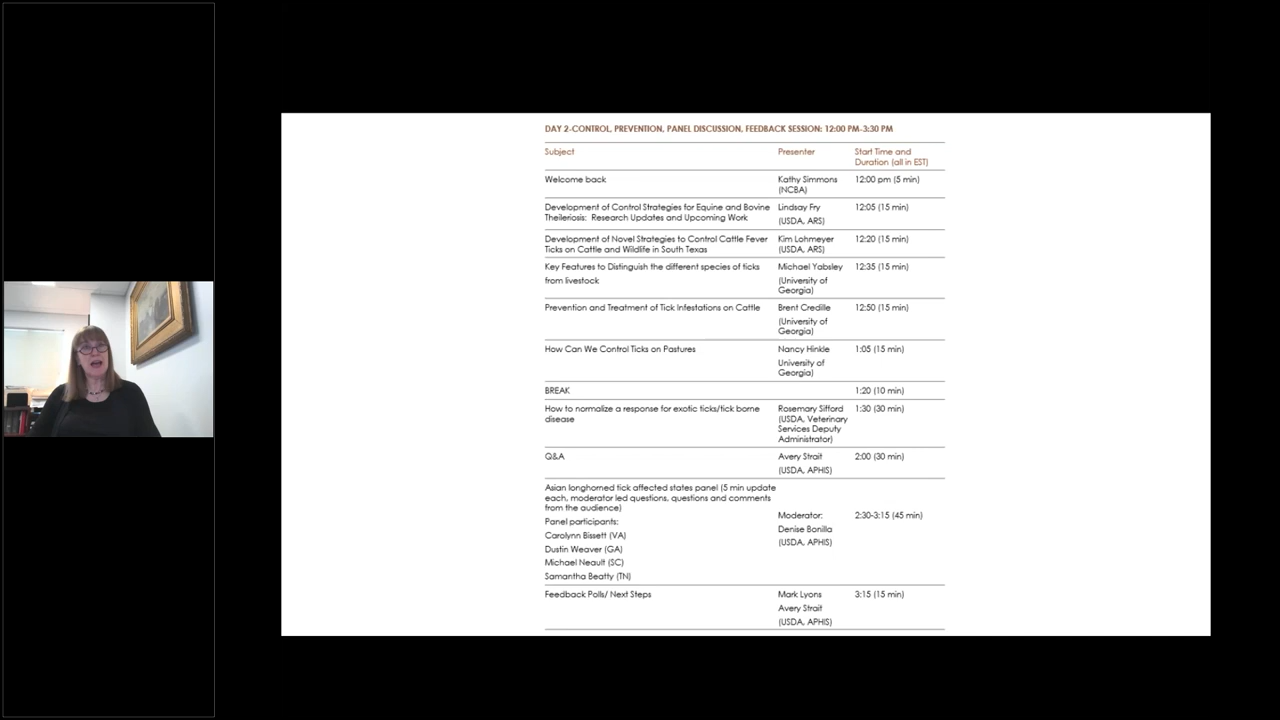 DAY 2-CONTROL, PREVENTION, PANEL DISCUSSION, FEEDBACK SESSION: 12:00 PM-3:30 PM
Subject Presenter Start Time and
Duration (all in EST)
Welcome back Kathy Simmons 12:00 pm (5 min)
(NCBA)
Development of Control Strategies for Equine and Bovine Lindsay Fry 12:05 (15 min)
Theileriosis: Research Updates and Upcoming Work (USDA, ARS)
Development of Novel Strategies to Control Cattle Fever Kim Lohmeyer 12:20 (15 min)
Ticks on Cattle and Wildlife in South Texas (USDA, ARS)
Key Features to Distinguish the different species of ticks Michael Yabsley 12:35 (15 min)
from livestock (University of
Georgia)
Prevention and Treatment of Tick Infestations on Cattle Brent Credille 12:50 (15 min)
(University of
Georgia)
How Can We Control Ticks on Pastures Nancy Hinkle 1:05 (15 min)
University of
Georgia)
BREAK 1:20 (10 min)
How to normalize a response for exotic ticks/tick borne Rosemary Sifford 1:30 (30 min)
disease (USDA, Veterinary
Services Deputy
Administrator)
Q&A Avery Strait 2:00 (30 min)
(USDA, APHIS)
Asian longhorned tick affected states panel (5 min update
each, moderator led questions, questions and comments
from the audience)
Panel participants: Moderator: 2:30-3:15 (45 min)
Carolynn Bissett (VA) Denise Bonilla
Dustin Weaver (GA) (USDA, APHIS)
Michael Neault (SC)
Samantha Beatty (TN)
Feedback Polls/ Next Steps Mark Lyons 3:15 (15 min)
Avery Strait
(USDA, APHIS)